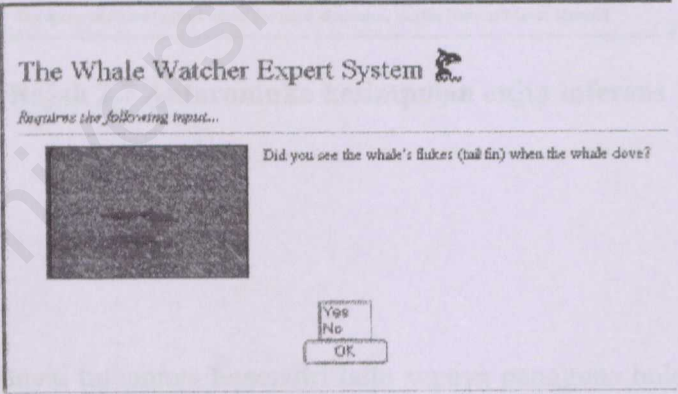 The Whale Watcher Expert System
Requires the following input...
Did you see the whale's flukes (tail fin) when the whale dove?
Yes
No
OK